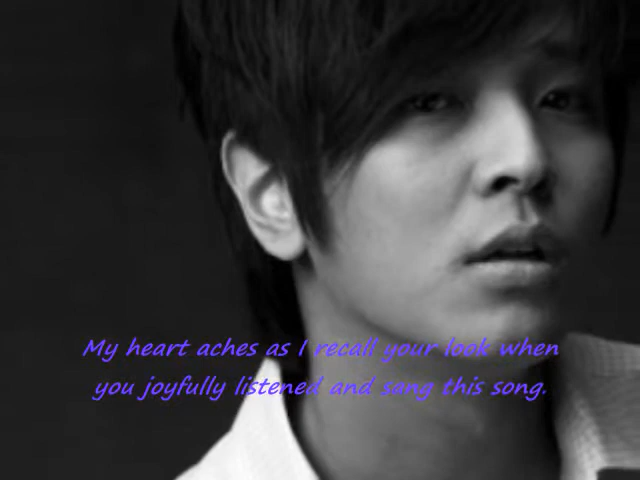 My heart aches as I recall your look when
you joyfully listened and sang this song.